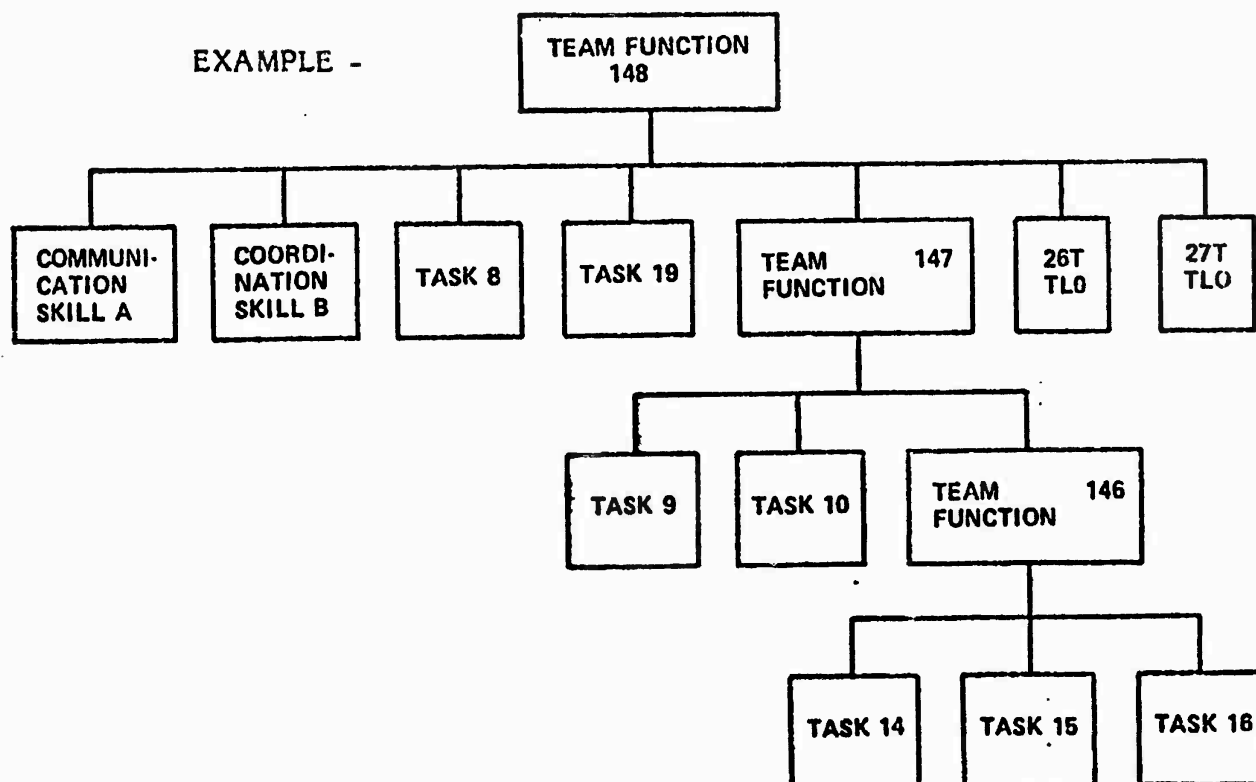 EXAMPLE -
TEAM FUNCTION
148
COMMUNI-
CATION
SKILL A
COORDI-
NATION
SKILL B
TASK 8
TASK 19
TEAM 147
FUNCTION
26T
TLO
27T
TLO
TASK 9
TASK 10
TEAM 146
FUNCTION
TASK 14
TASK 15
TASK 16